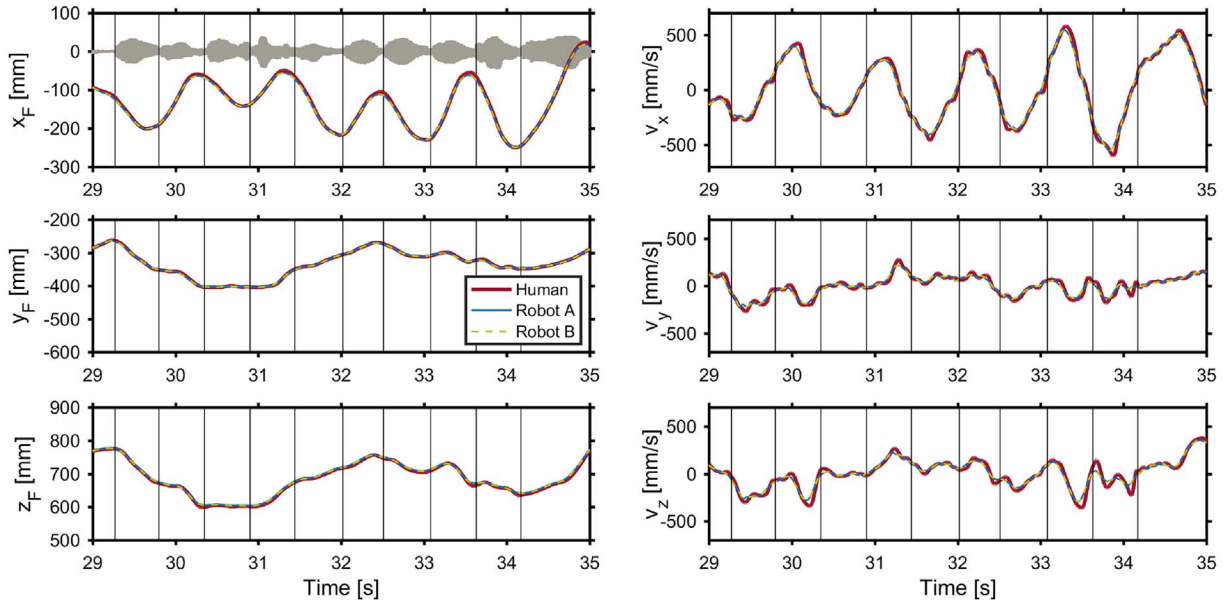 100
0
-100
-200
-300
x_F [mm]
29 30 31 32 33 34 35
500
0
-500
v_x [mm/s]
29 30 31 32 33 34 35
-200
-300
-400
-500
-600
y_F [mm]
Human
Robot A
Robot B
29 30 31 32 33 34 35
500
0
-500
v_y [mm/s]
29 30 31 32 33 34 35
900
800
700
600
500
z_F [mm]
29 30 31 32 33 34 35
Time [s]
500
0
-500
v_z [mm/s]
29 30 31 32 33 34 35
Time [s]